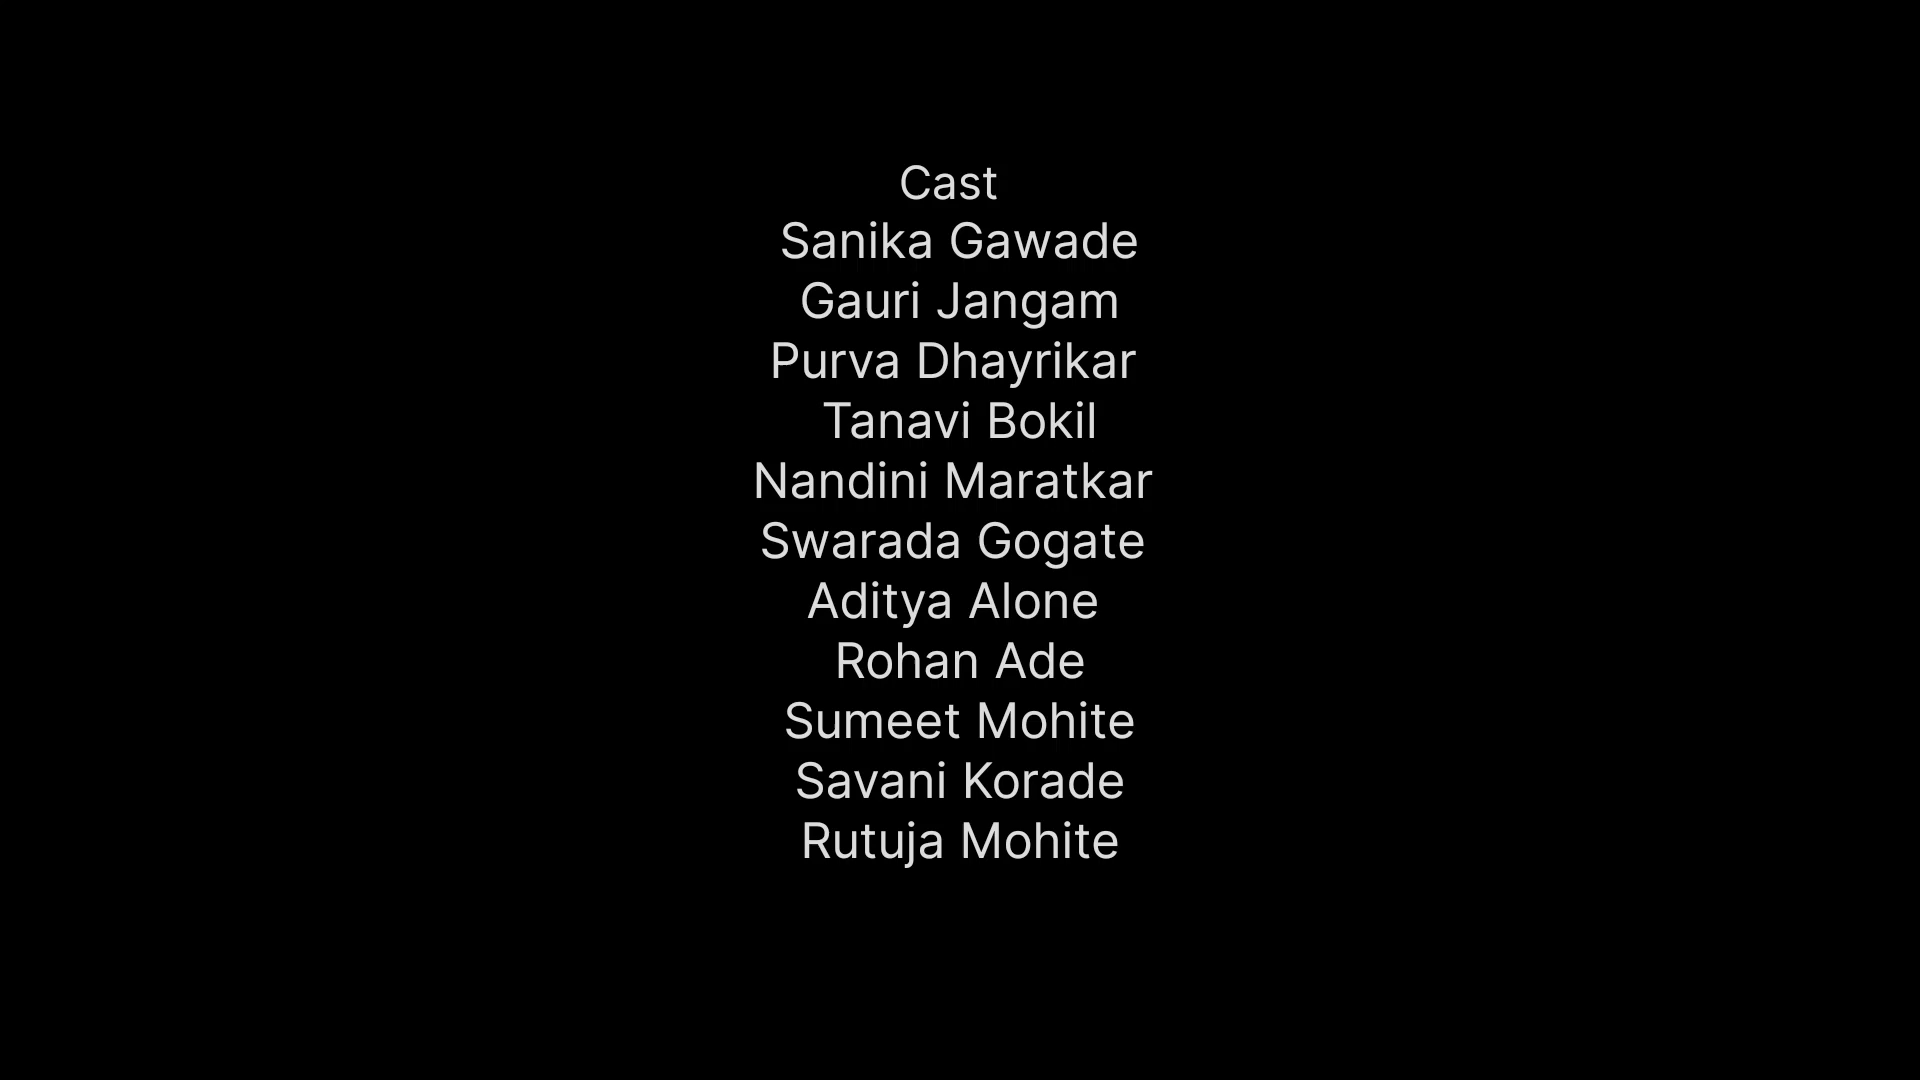 Cast
Sanika Gawade
Gauri Jangam
Purva Dhayrikar
Tanavi Bokil
Nandini Maratkar
Swarada Gogate
Aditya Alone
Rohan Ade
Sumeet Mohite
Savani Korade
Rutuja Mohite